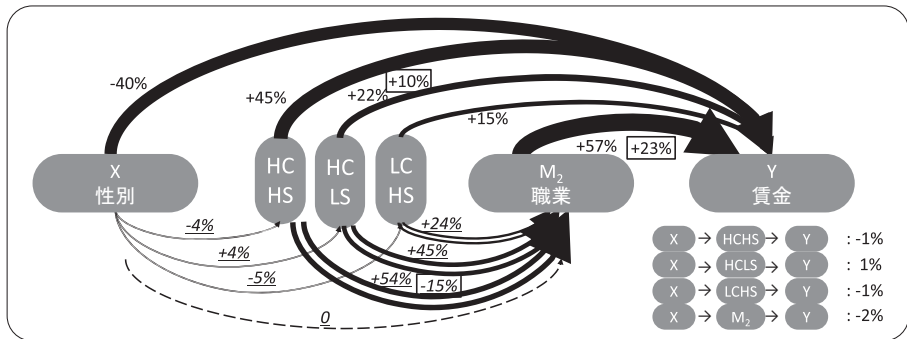 -40%
+45%
+22%
+10%
+15%
+57%
+23%
X
性別
HC
HS
HC
LS
LC
HS
M2
職業
Y
賃金
-4%
+4%
-5%
0
+24%
+45%
+54%
-15%
X → HCHS → Y : -1%
X → HCLS → Y : 1%
X → LCHS → Y : -1%
X → M2 → Y : -2%